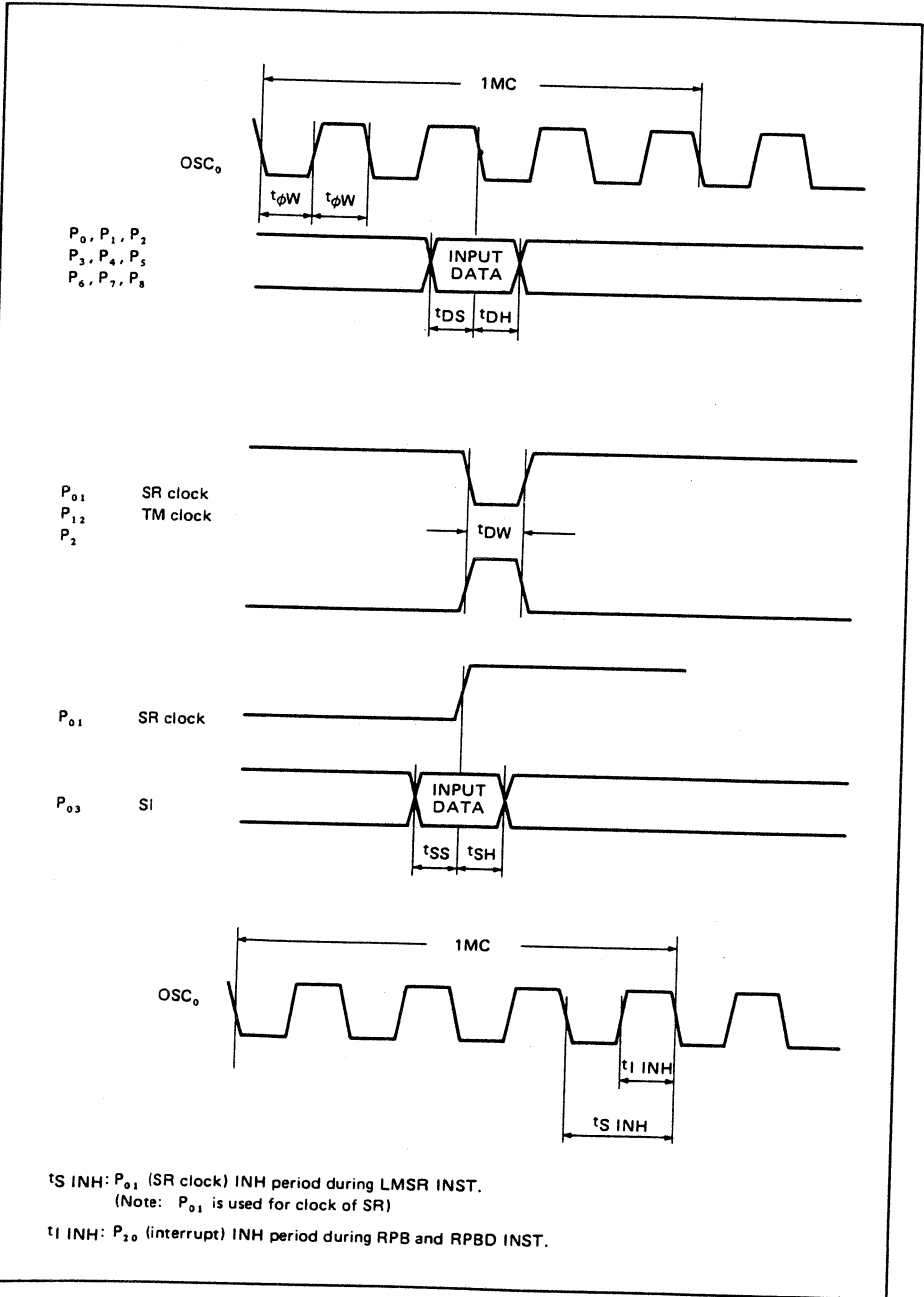 1MC
OSC₀
tφW tφW
P₀, P₁, P₂
P₃, P₄, P₅
P₆, P₇, P₈
INPUT
DATA
tDS tDH
P₀₁ SR clock
P₁₂ TM clock
P₂
tDW
P₀₁ SR clock
P₀₃ SI
INPUT
DATA
tSS tSH
1MC
OSC₀
tI INH
tS INH
tS INH: P₀₁ (SR clock) INH period during LMSR INST.
(Note: P₀₁ is used for clock of SR)
tI INH: P₂₀ (interrupt) INH period during RPB and RPBD INST.